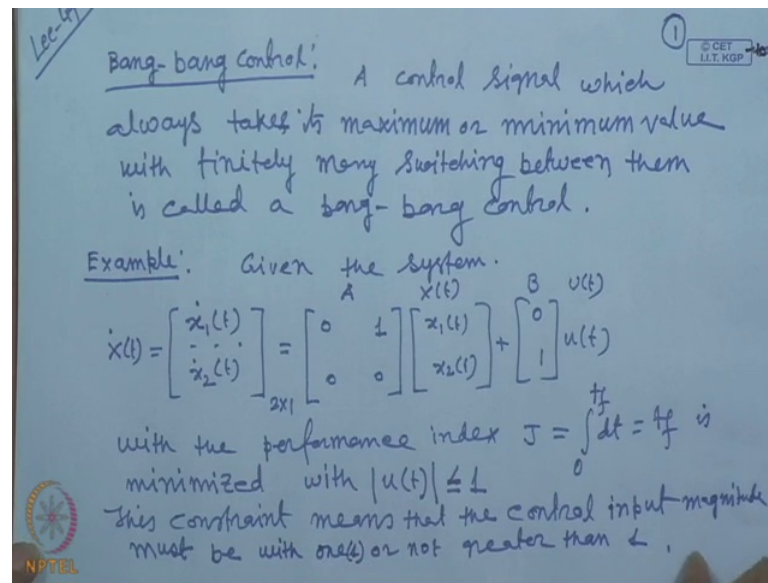 Lec-41
①
© CET
I.I.T. KGP
Bang-bang Control: A control signal which
always takes its maximum or minimum value
with finitely many switching between them
is called a bang-bang control.
Example: Given the system.
A X(t) B U(t)
Ẋ(t) = [ẋ₁(t) ... ẋ₂(t)]₂ₓ₁ = [0 1 0 0] [x₁(t) x₂(t)] + [0 1] u(t)
with the performance index J = ∫₀^tf dt = tf is
minimized with |u(t)| ≤ 1
This constraint means that the control input magnitude
must be with one(1) or not greater than 1.
NPTEL